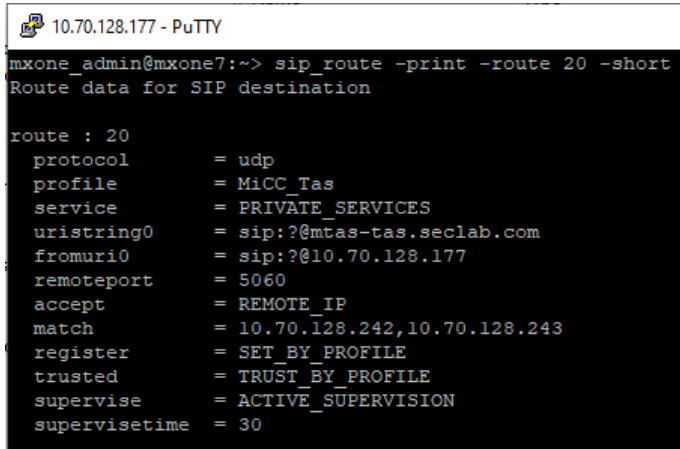 10.70.128.177 - PuTTY
mxone_admin@mxone7:~> sip_route -print -route 20 -short
Route data for SIP destination
route : 20
protocol = udp
profile = MiCC_Tas
service = PRIVATE_SERVICES
uristring0 = sip:?@mtas-tas.seclab.com
fromuri0 = sip:?@10.70.128.177
remoteport = 5060
accept = REMOTE_IP
match = 10.70.128.242,10.70.128.243
register = SET_BY_PROFILE
trusted = TRUST_BY_PROFILE
supervise = ACTIVE_SUPERVISION
supervisetime = 30